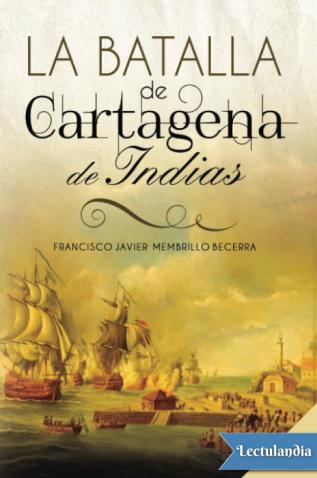 LA BATALLA
de
Cartagena
de Indias
FRANCISCO JAVIER MEMBRILLO BECERRA
Lectulandia